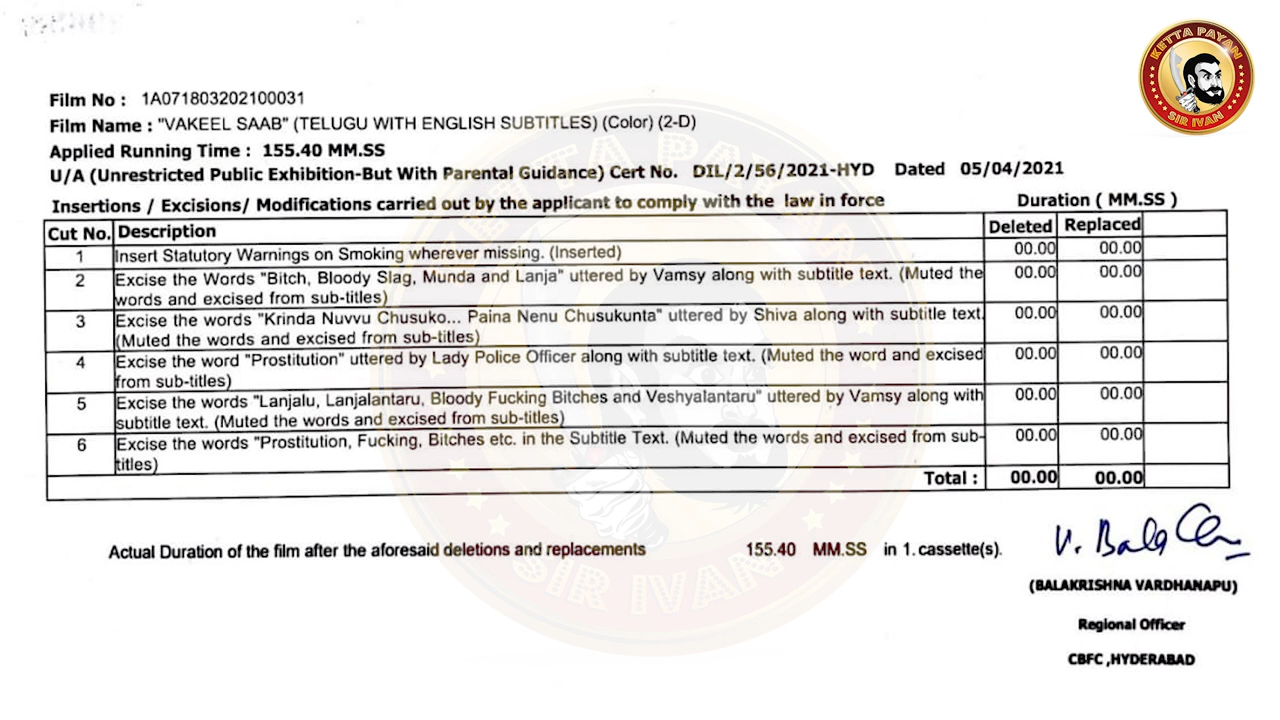 KETTA PAYAN
SIR IVAN
Film No : 1A071803202100031
Film Name : "VAKEEL SAAB" (TELUGU WITH ENGLISH SUBTITLES) (Color) (2-D)
Applied Running Time : 155.40 MM.SS
U/A (Unrestricted Public Exhibition-But With Parental Guidance) Cert No. DIL/2/56/2021-HYD Dated 05/04/2021
Insertions / Excisions/ Modifications carried out by the applicant to comply with the law in force Duration ( MM.SS )
Cut No. Description Deleted Replaced
1 Insert Statutory Warnings on Smoking wherever missing. (Inserted) 00.00 00.00
2 Excise the Words "Bitch, Bloody Slag, Munda and Lanja" uttered by Vamsy along with subtitle text. (Muted the 00.00 00.00
words and excised from sub-titles)
3 Excise the words "Krinda Nuvvu Chusuko... Paina Nenu Chusukunta" uttered by Shiva along with subtitle text. 00.00 00.00
(Muted the words and excised from sub-titles)
4 Excise the word "Prostitution" uttered by Lady Police Officer along with subtitle text. (Muted the word and excised 00.00 00.00
from sub-titles)
5 Excise the words "Lanjalu, Lanjalantaru, Bloody Fucking Bitches and Veshyalantaru" uttered by Vamsy along with 00.00 00.00
subtitle text. (Muted the words and excised from sub-titles)
6 Excise the words "Prostitution, Fucking, Bitches etc. in the Subtitle Text. (Muted the words and excised from sub- 00.00 00.00
titles)
Total : 00.00 00.00
Actual Duration of the film after the aforesaid deletions and replacements 155.40 MM.SS in 1. cassette(s).
V. Bala
(BALAKRISHNA VARDHANAPU)
Regional Officer
CBFC ,HYDERABAD
KETTA PAYAN
SIR IVAN